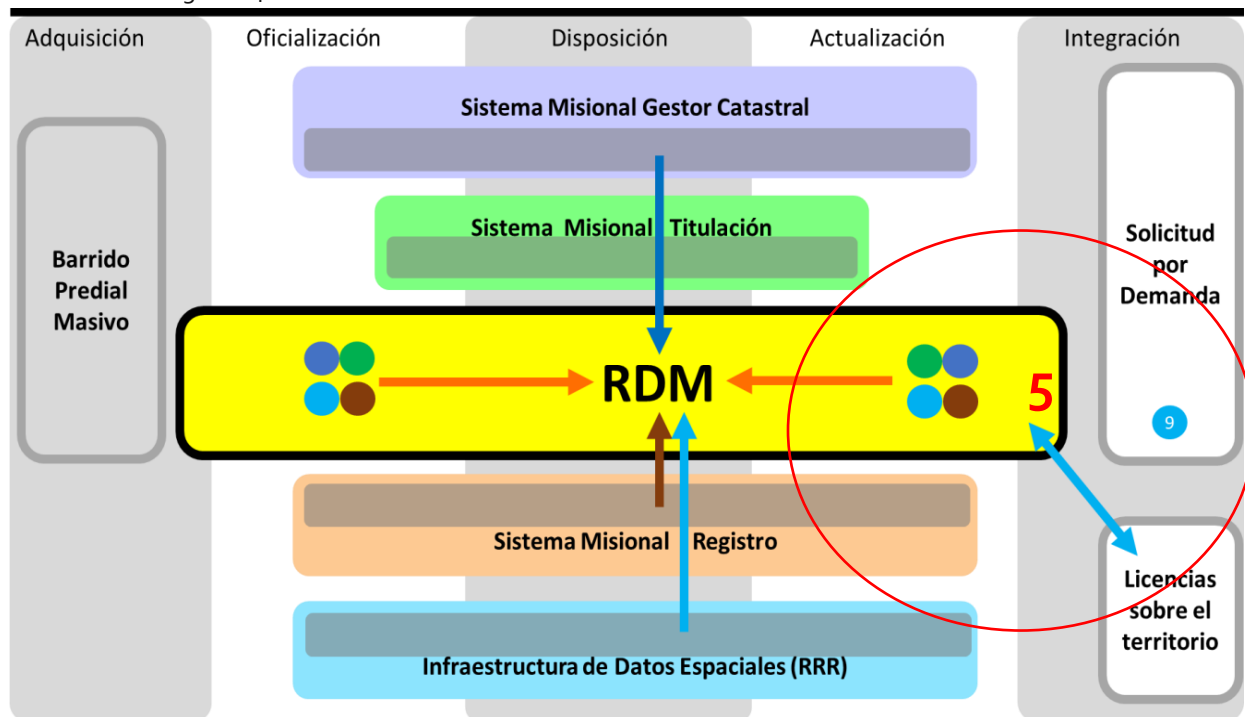 Adquisición
Oficialización
Disposición
Actualización
Integración
Sistema Misional Gestor Catastral
Sistema Misional Titulación
Barrido
Predial
Masivo
Solicitud
por
Demanda
RDM
5
9
Sistema Misional Registro
Licencias
sobre el
territorio
Infraestructura de Datos Espaciales (RRR)